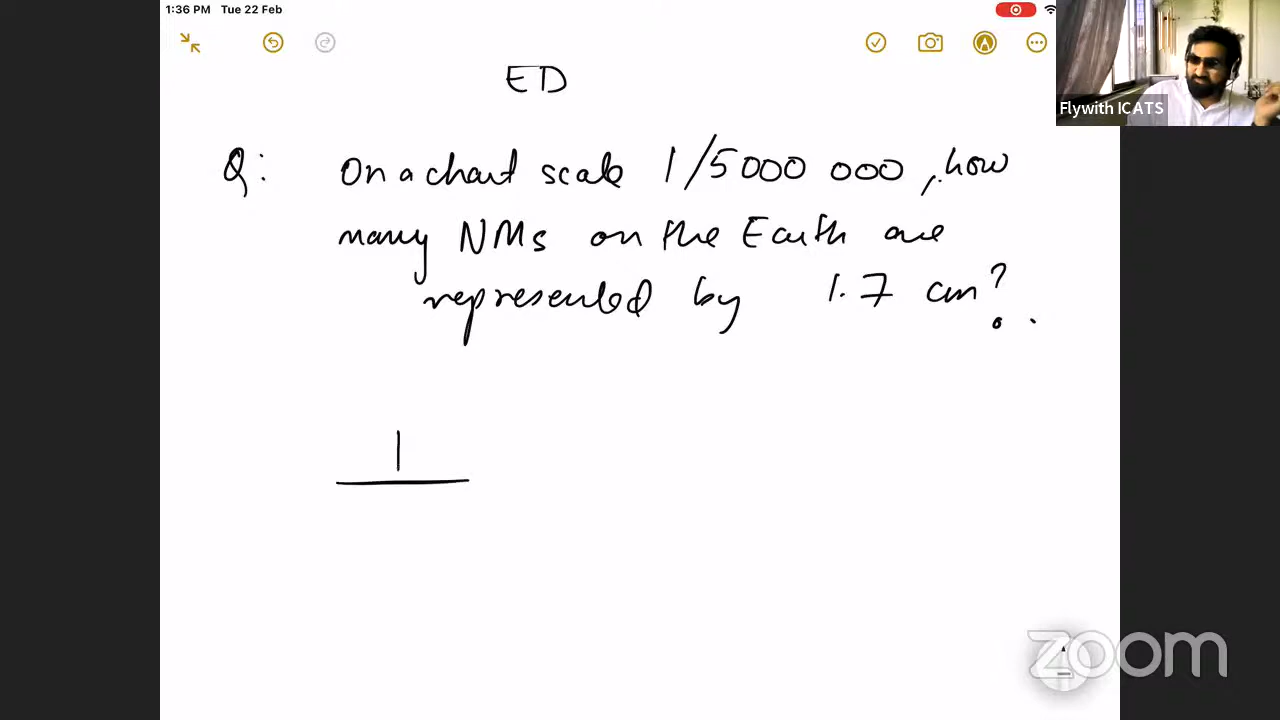 1:36 PM Tue 22 Feb
ED
Flywith ICATS
Q: On a chart scale 1/5000 000, how
many NMs on the Earth are
represented by 1.7 cm?
1
zoom